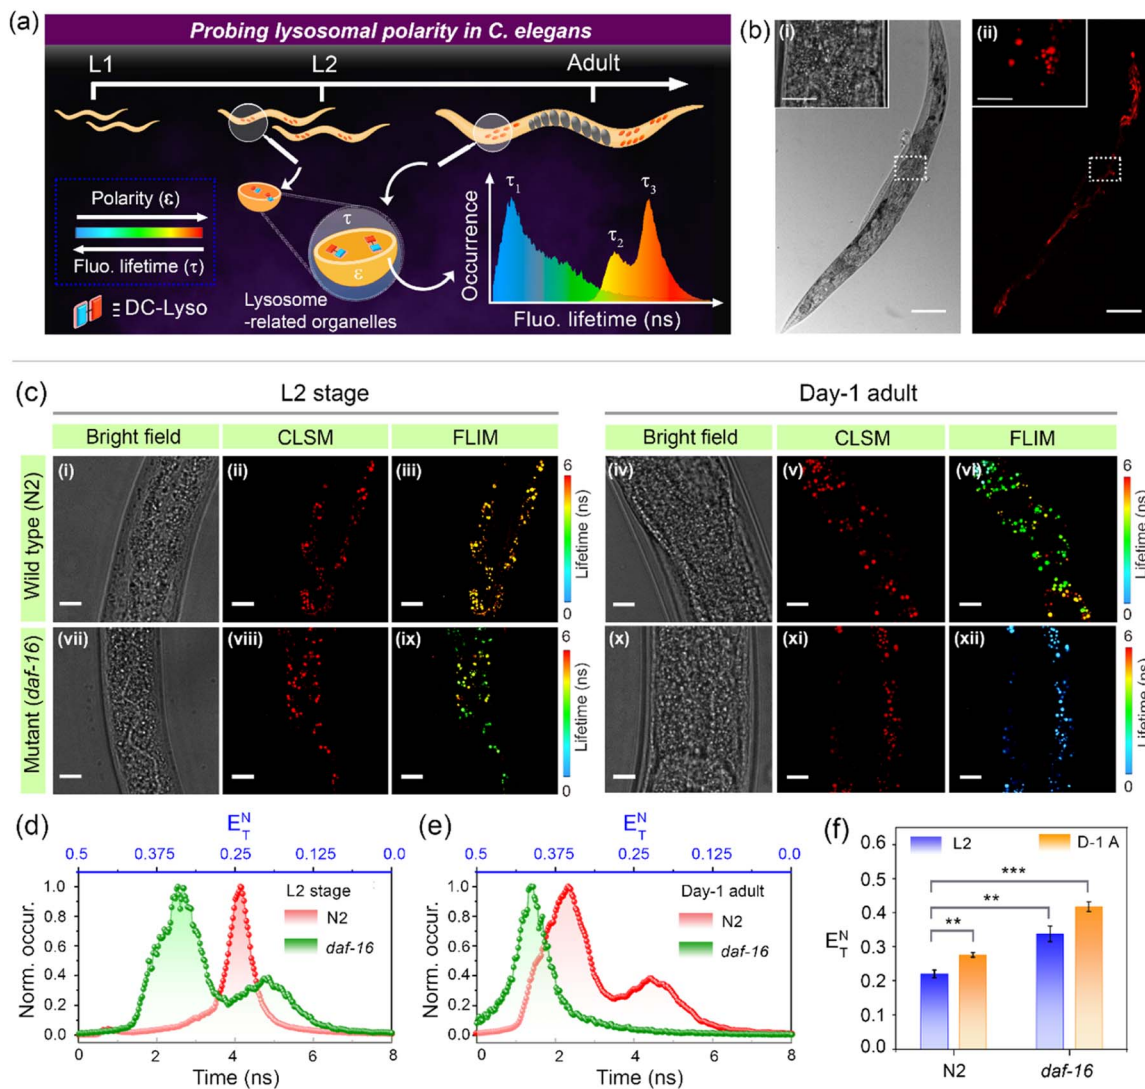 (a)
Probing lysosomal polarity in C. elegans
L1
L2
Adult
Polarity (ε)
Fluo. lifetime (τ)
≡DC-Lyso
τ
ε
Lysosome
-related organelles
Occurrence
τ1
τ2
τ3
Fluo. lifetime (ns)
(b)
(i)
(ii)
(c)
L2 stage
Day-1 adult
Bright field
CLSM
FLIM
Bright field
CLSM
FLIM
Wild type (N2)
(i)
(ii)
(iii)
6
Lifetime (ns)
0
(iv)
(v)
(vi)
6
Lifetime (ns)
0
Mutant (daf-16)
(vii)
(viii)
(ix)
6
Lifetime (ns)
0
(x)
(xi)
(xii)
6
Lifetime (ns)
0
(d)
E_T^N
0.5 0.375 0.25 0.125 0.0
L2 stage
N2
daf-16
Norm. occur.
1.0
0.8
0.6
0.4
0.2
0.0
0 2 4 6 8
Time (ns)
(e)
E_T^N
0.5 0.375 0.25 0.125 0.0
Day-1 adult
N2
daf-16
Norm. occur.
1.0
0.8
0.6
0.4
0.2
0.0
0 2 4 6 8
Time (ns)
(f)
L2
D-1 A
E_T^N
0.6
0.5
0.4
0.3
0.2
0.1
0.0
**
**
***
N2 daf-16